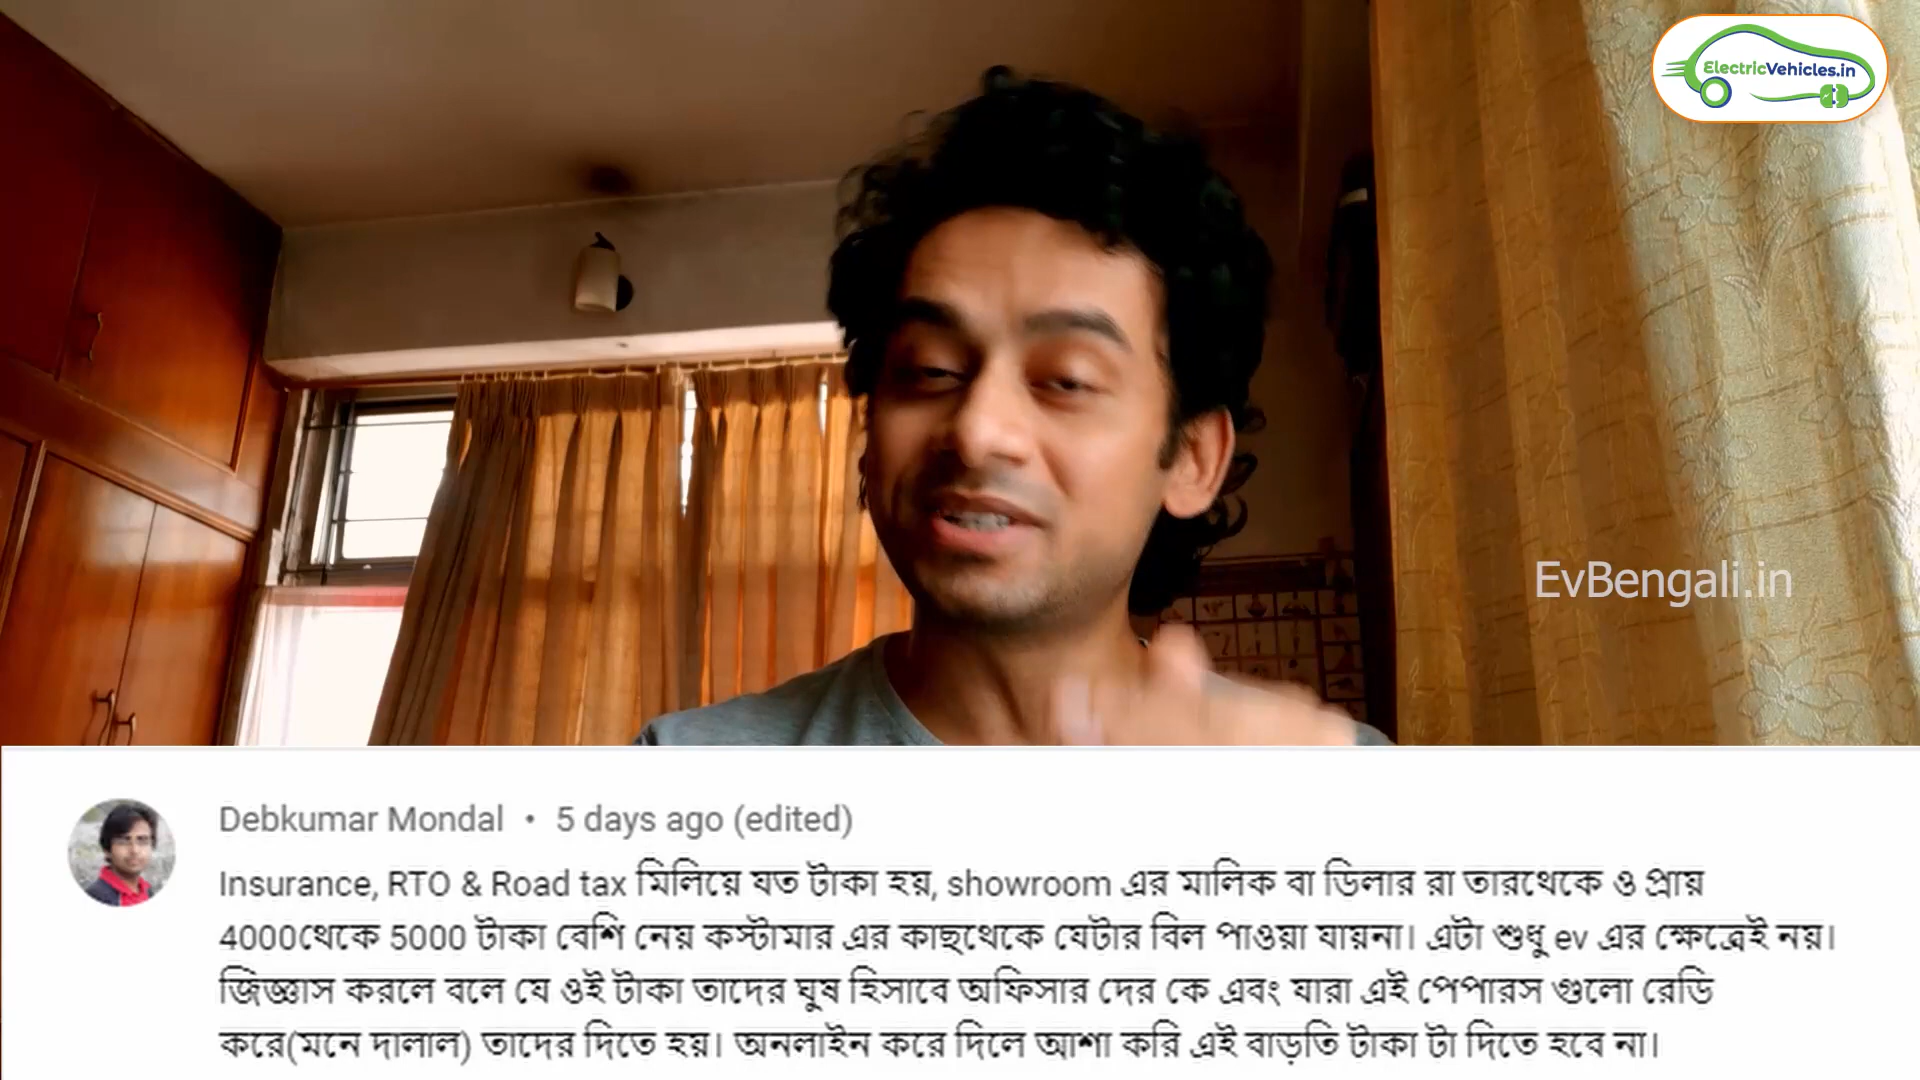 ElectricVehicles.in
EvBengali.in
Debkumar Mondal • 5 days ago (edited)
Insurance, RTO & Road tax মিলিয়ে যত টাকা হয়, showroom এর মালিক বা ডিলার রা তারথেকে ও প্রায়
4000থেকে 5000 টাকা বেশি নেয় কস্টামার এর কাছথেকে যেটার বিল পাওয়া যায়না। এটা শুধু ev এর ক্ষেত্রেই নয়।
জিজ্ঞাস করলে বলে যে ওই টাকা তাদের ঘুষ হিসাবে অফিসার দের কে এবং যারা এই পেপারস গুলো রেডি
করে(মনে দালাল) তাদের দিতে হয়। অনলাইন করে দিলে আশা করি এই বাড়তি টাকা টা দিতে হবে না।